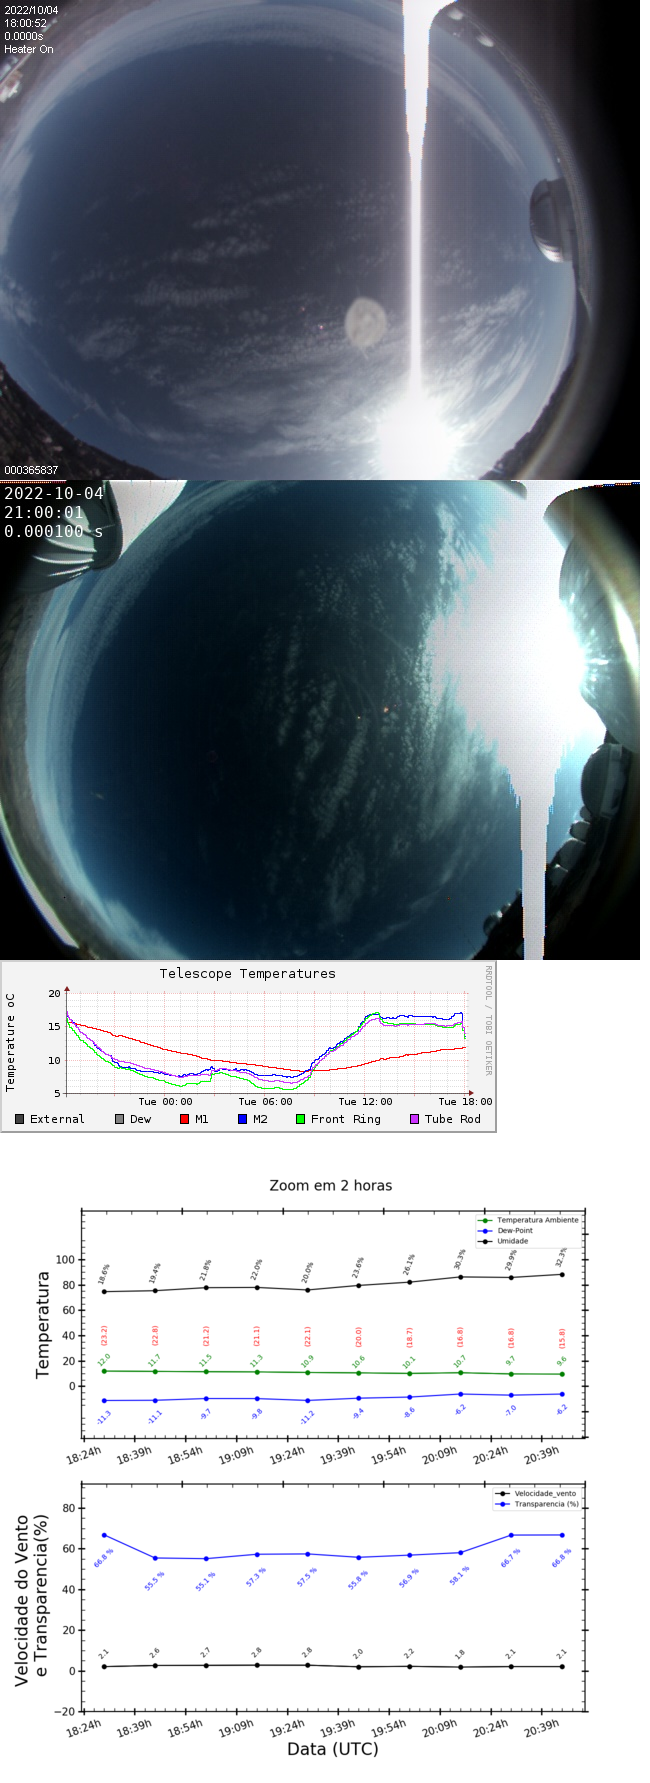 2022/10/04
18:00:52
0.0000s
Heater On
000365837
2022-10-04
21:00:01
0.000100 s
Telescope Temperatures
RRDTOOL / TOBI OETIKER
Temperature oC
20
15
10
5
Tue 00:00 Tue 06:00 Tue 12:00 Tue 18:00
External Dew M1 M2 Front Ring Tube Rod
Zoom em 2 horas
Temperatura Ambiente
Dew-Point
Umidade
Temperatura
100
80
60
40
20
0
18.6% 19.4% 21.8% 22.0% 20.0% 23.6% 26.1% 30.3% 29.9% 32.3%
(23.2) (22.8) (21.2) (21.1) (22.1) (20.0) (18.7) (16.8) (16.8) (15.8)
12.0 11.7 11.5 11.3 10.9 10.6 10.1 10.7 9.7 9.6
-11.3 -11.1 -9.7 -9.8 -11.2 -9.4 -8.6 -6.2 -7.0 -6.2
18:24h 18:39h 18:54h 19:09h 19:24h 19:39h 19:54h 20:09h 20:24h 20:39h
Velocidade_vento
Transparencia (%)
Velocidade do Vento
e Transparencia(%)
80
60
40
20
0
−20
66.8 % 55.5 % 55.1 % 57.3 % 57.5 % 55.8 % 56.9 % 58.1 % 66.7 % 66.8 %
2.1 2.6 2.7 2.8 2.8 2.0 2.2 1.8 2.1 2.1
18:24h 18:39h 18:54h 19:09h 19:24h 19:39h 19:54h 20:09h 20:24h 20:39h
Data (UTC)